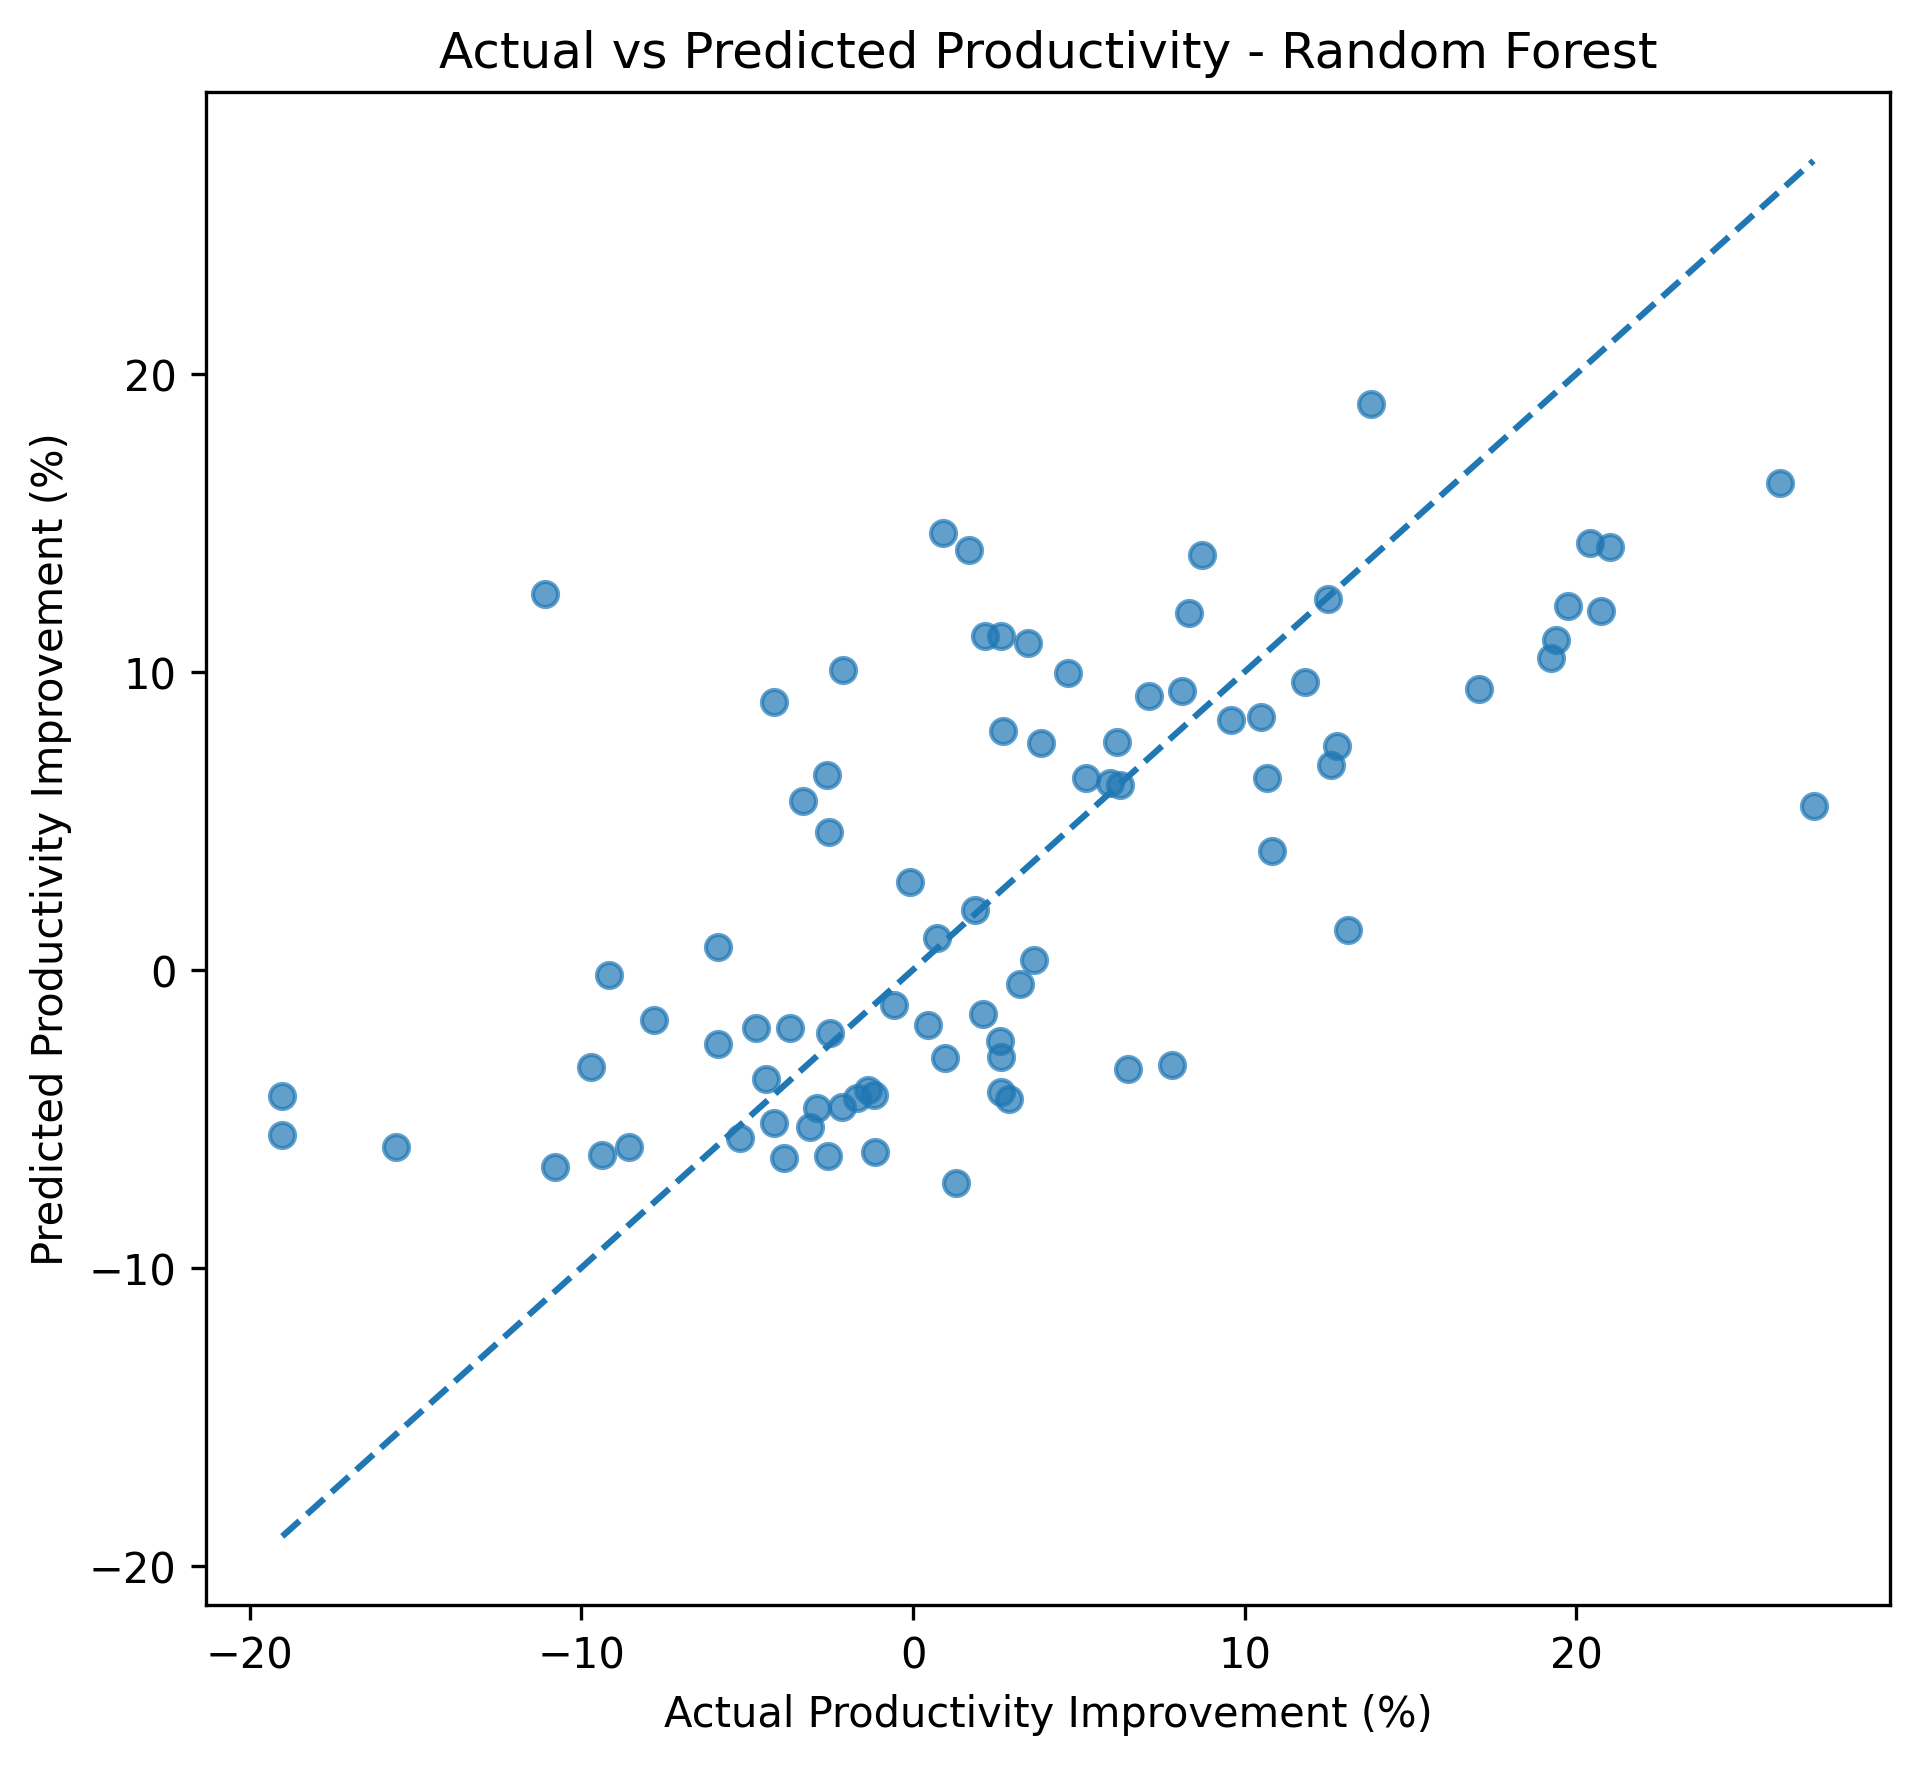 Actual vs Predicted Productivity - Random Forest
Predicted Productivity Improvement (%)
20
10
0
−10
−20
−20 −10 0 10 20
Actual Productivity Improvement (%)